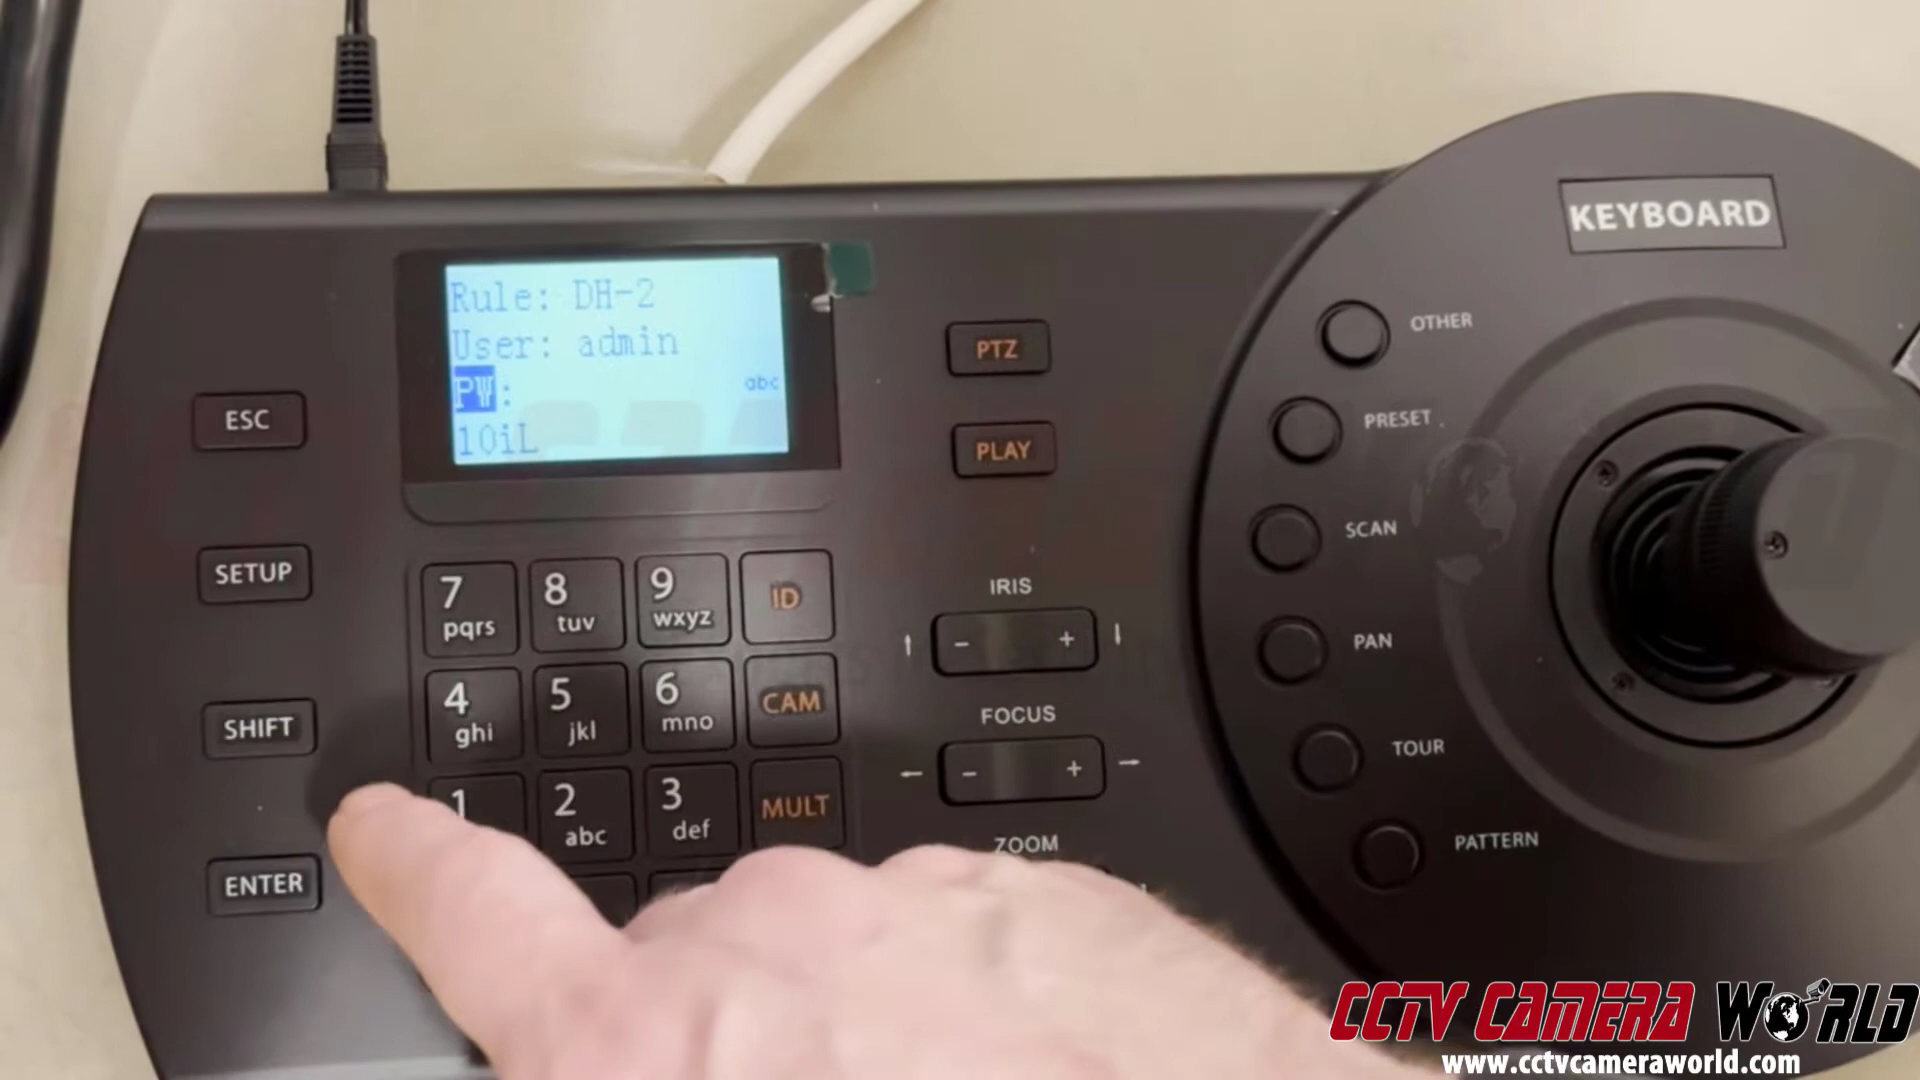 KEYBOARD
Rule: DH-2
User: admin
PW:
abc
10iL
ESC
SETUP
SHIFT
ENTER
7
pqrs
8
tuv
9
wxyz
ID
4
ghi
5
jkl
6
mno
CAM
1
2
abc
3
def
MULT
PTZ
PLAY
IRIS
- +
FOCUS
- +
ZOOM
OTHER
PRESET
SCAN
PAN
TOUR
PATTERN
CCTV CAMERA WORLD
www.cctvcameraworld.com